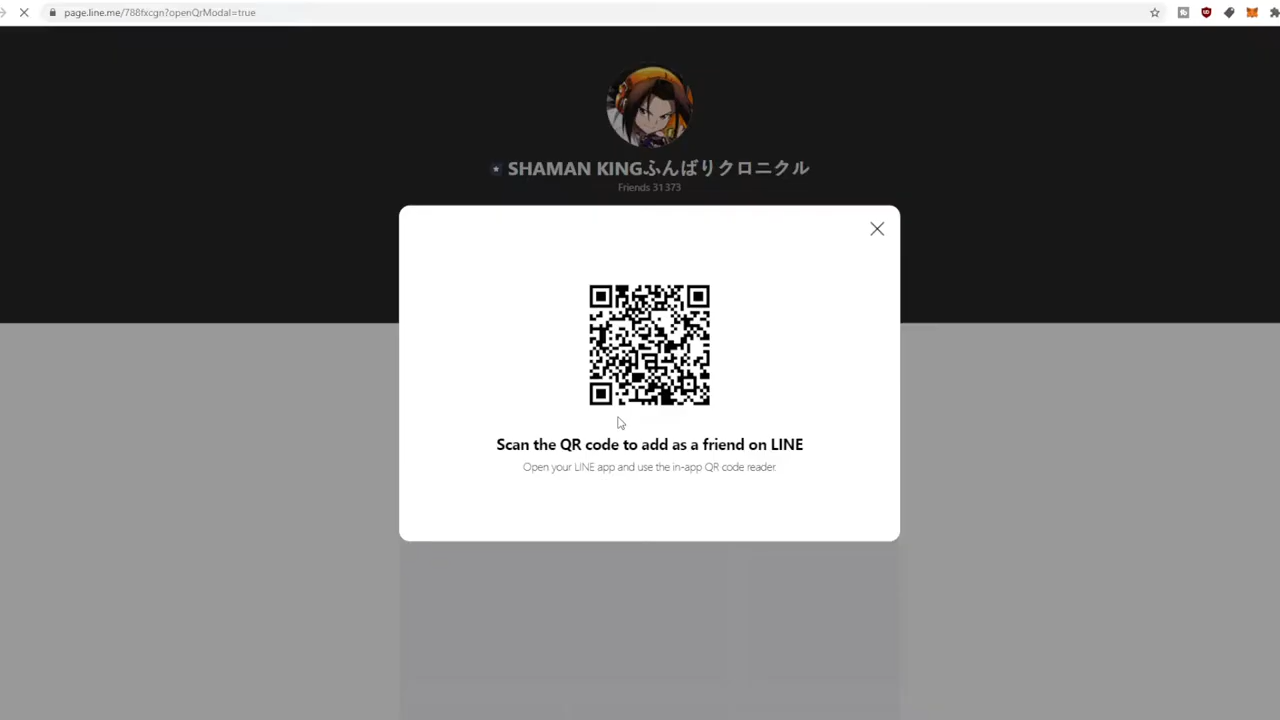 page.line.me/788fxcgn?openQrModal=true
SHAMAN KINGふんばりクロニクル
Friends 31 373
Scan the QR code to add as a friend on LINE
Open your LINE app and use the in-app QR code reader.